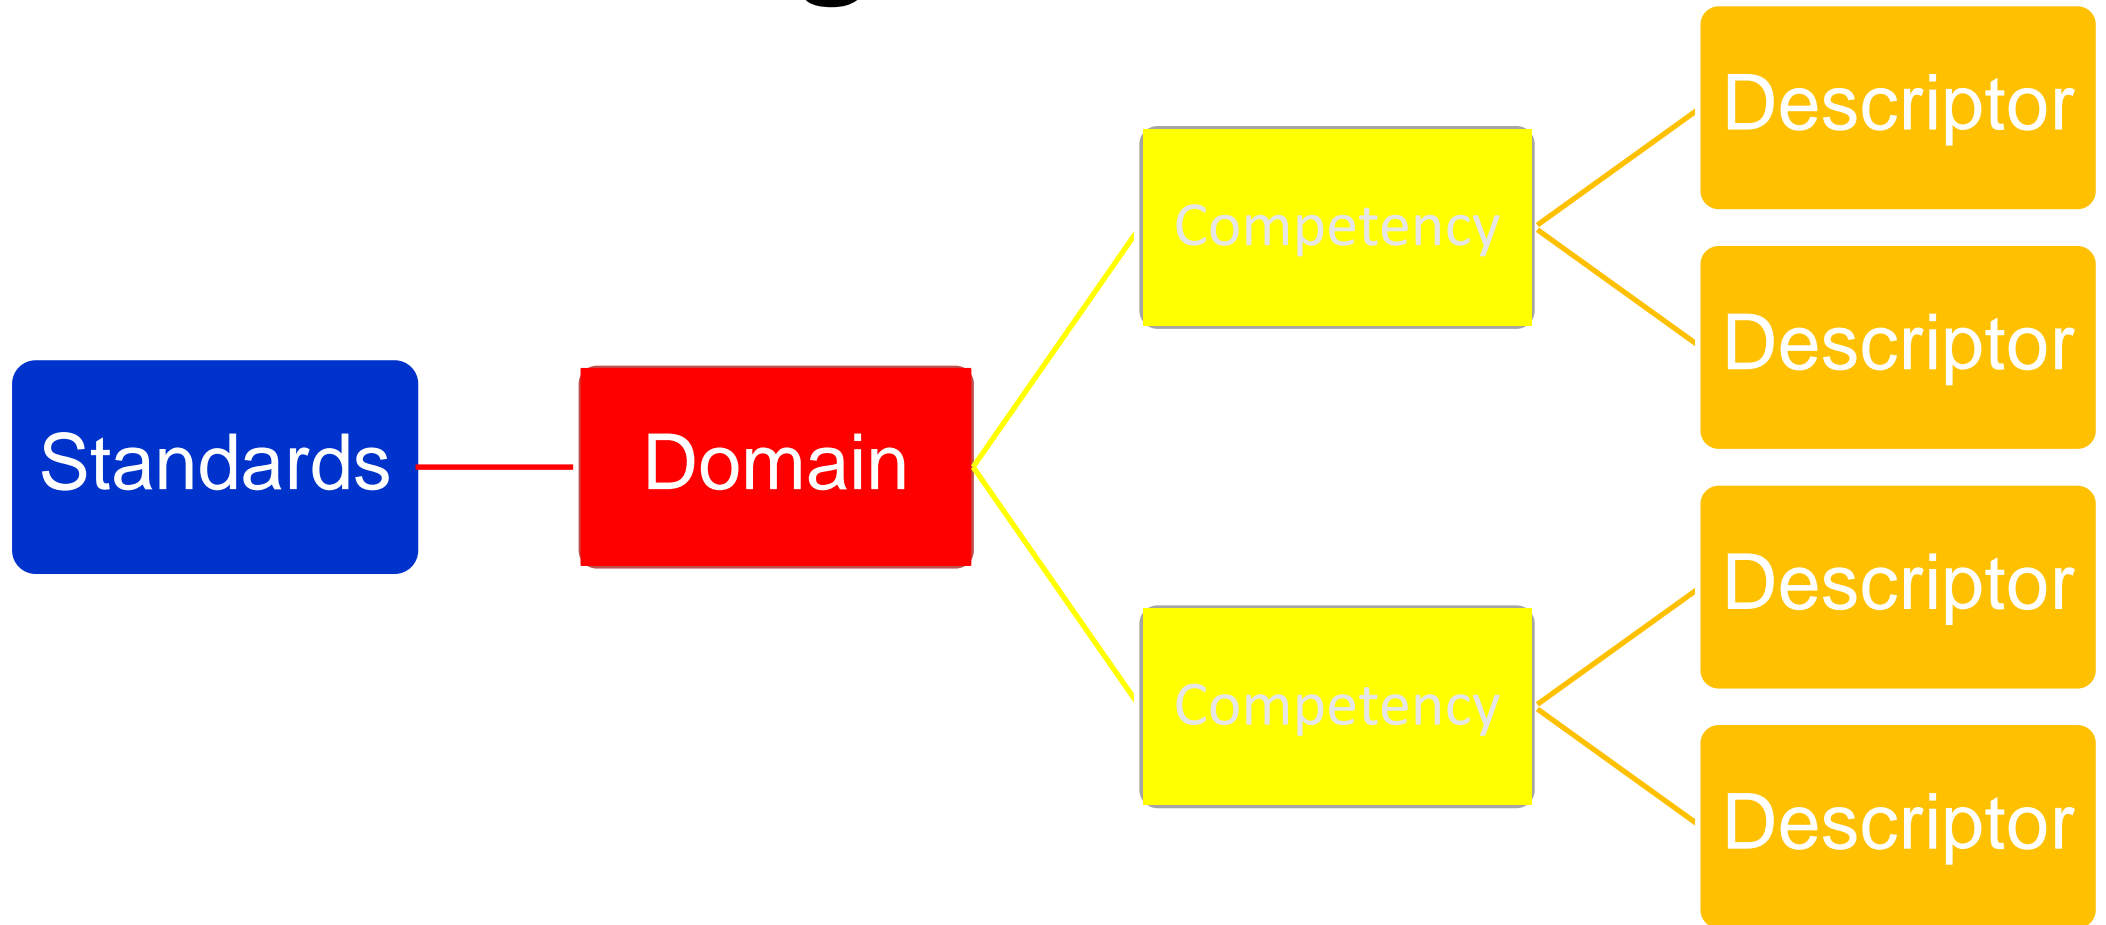 Standards
Domain
Competency
Competency
Descriptor
Descriptor
Descriptor
Descriptor